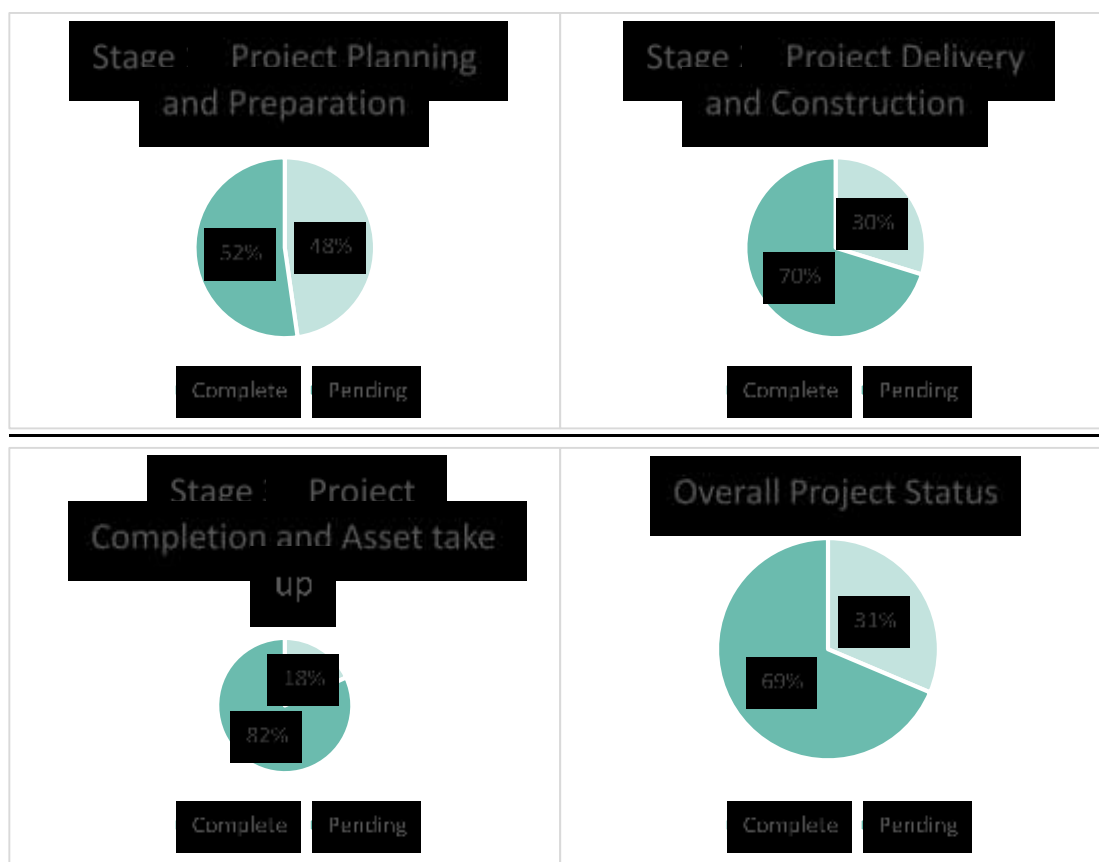 Stage Project Planning
and Preparation
52%
48%
Complete Pending
Stage Project Delivery
and Construction
30%
70%
Complete Pending
Stage Project
Completion and Asset take
up
18%
82%
Complete Pending
Overall Project Status
31%
69%
Complete Pending